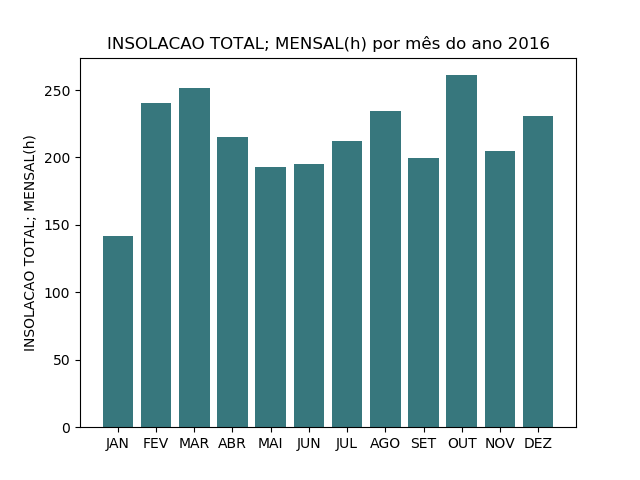 INSOLACAO TOTAL; MENSAL(h) por mês do ano 2016
INSOLACAO TOTAL; MENSAL(h)
250
200
150
100
50
0
JAN FEV MAR ABR MAI JUN JUL AGO SET OUT NOV DEZ